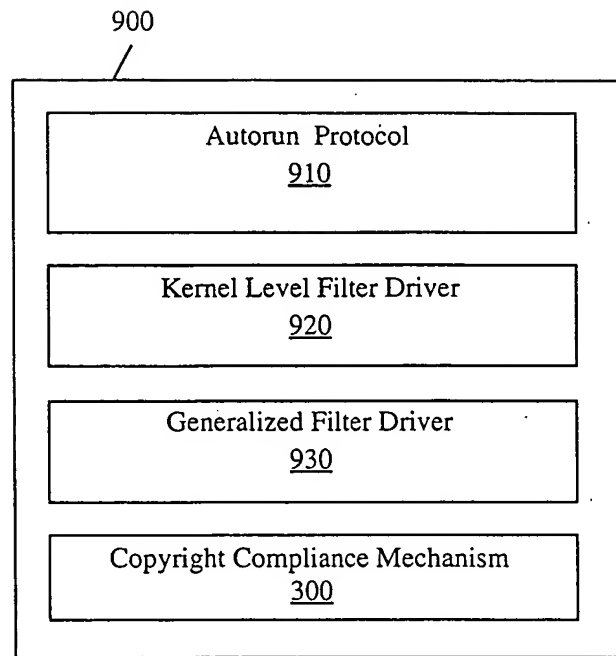 900
Autorun Protocol
910
Kernel Level Filter Driver
920
Generalized Filter Driver
930
Copyright Compliance Mechanism
300